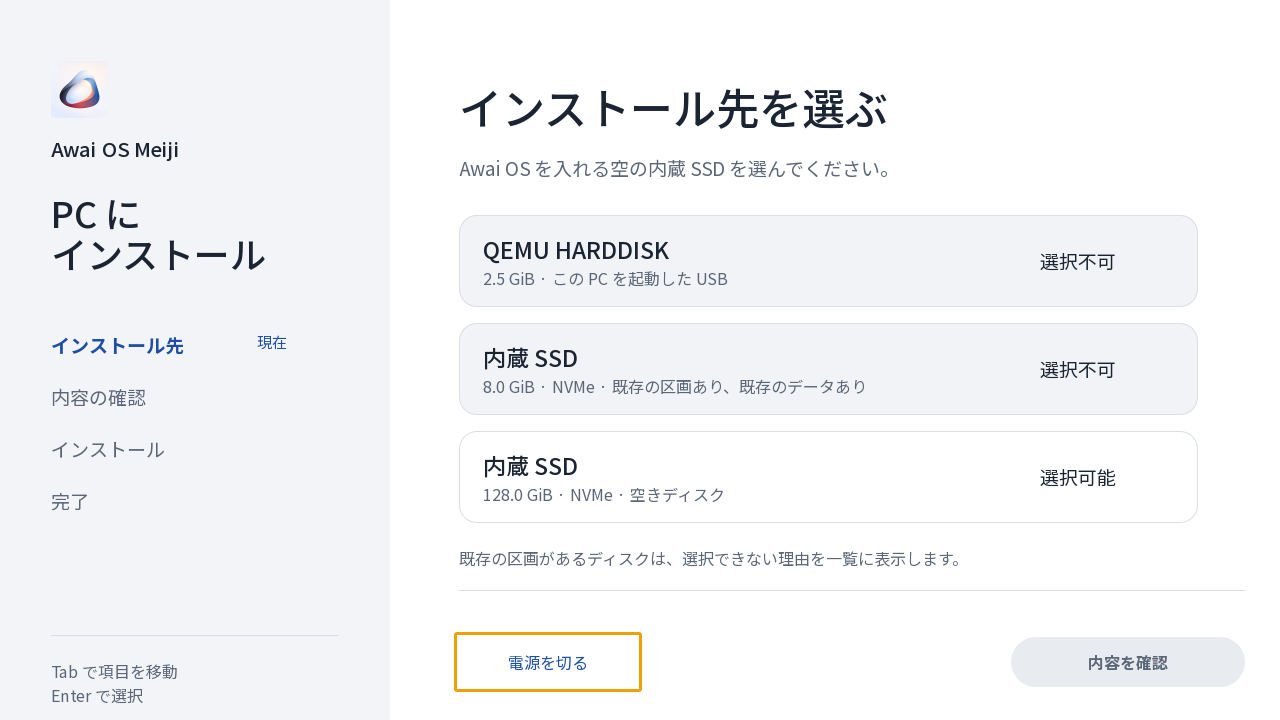 Awai OS Meiji
PC に
インストール
インストール先 現在
内容の確認
インストール
完了
Tab で項目を移動
Enter で選択
インストール先を選ぶ
Awai OS を入れる空の内蔵 SSD を選んでください。
QEMU HARDDISK
2.5 GiB · この PC を起動した USB
選択不可
内蔵 SSD
8.0 GiB · NVMe · 既存の区画あり、既存のデータあり
選択不可
内蔵 SSD
128.0 GiB · NVMe · 空きディスク
選択可能
既存の区画があるディスクは、選択できない理由を一覧に表示します。
電源を切る
内容を確認